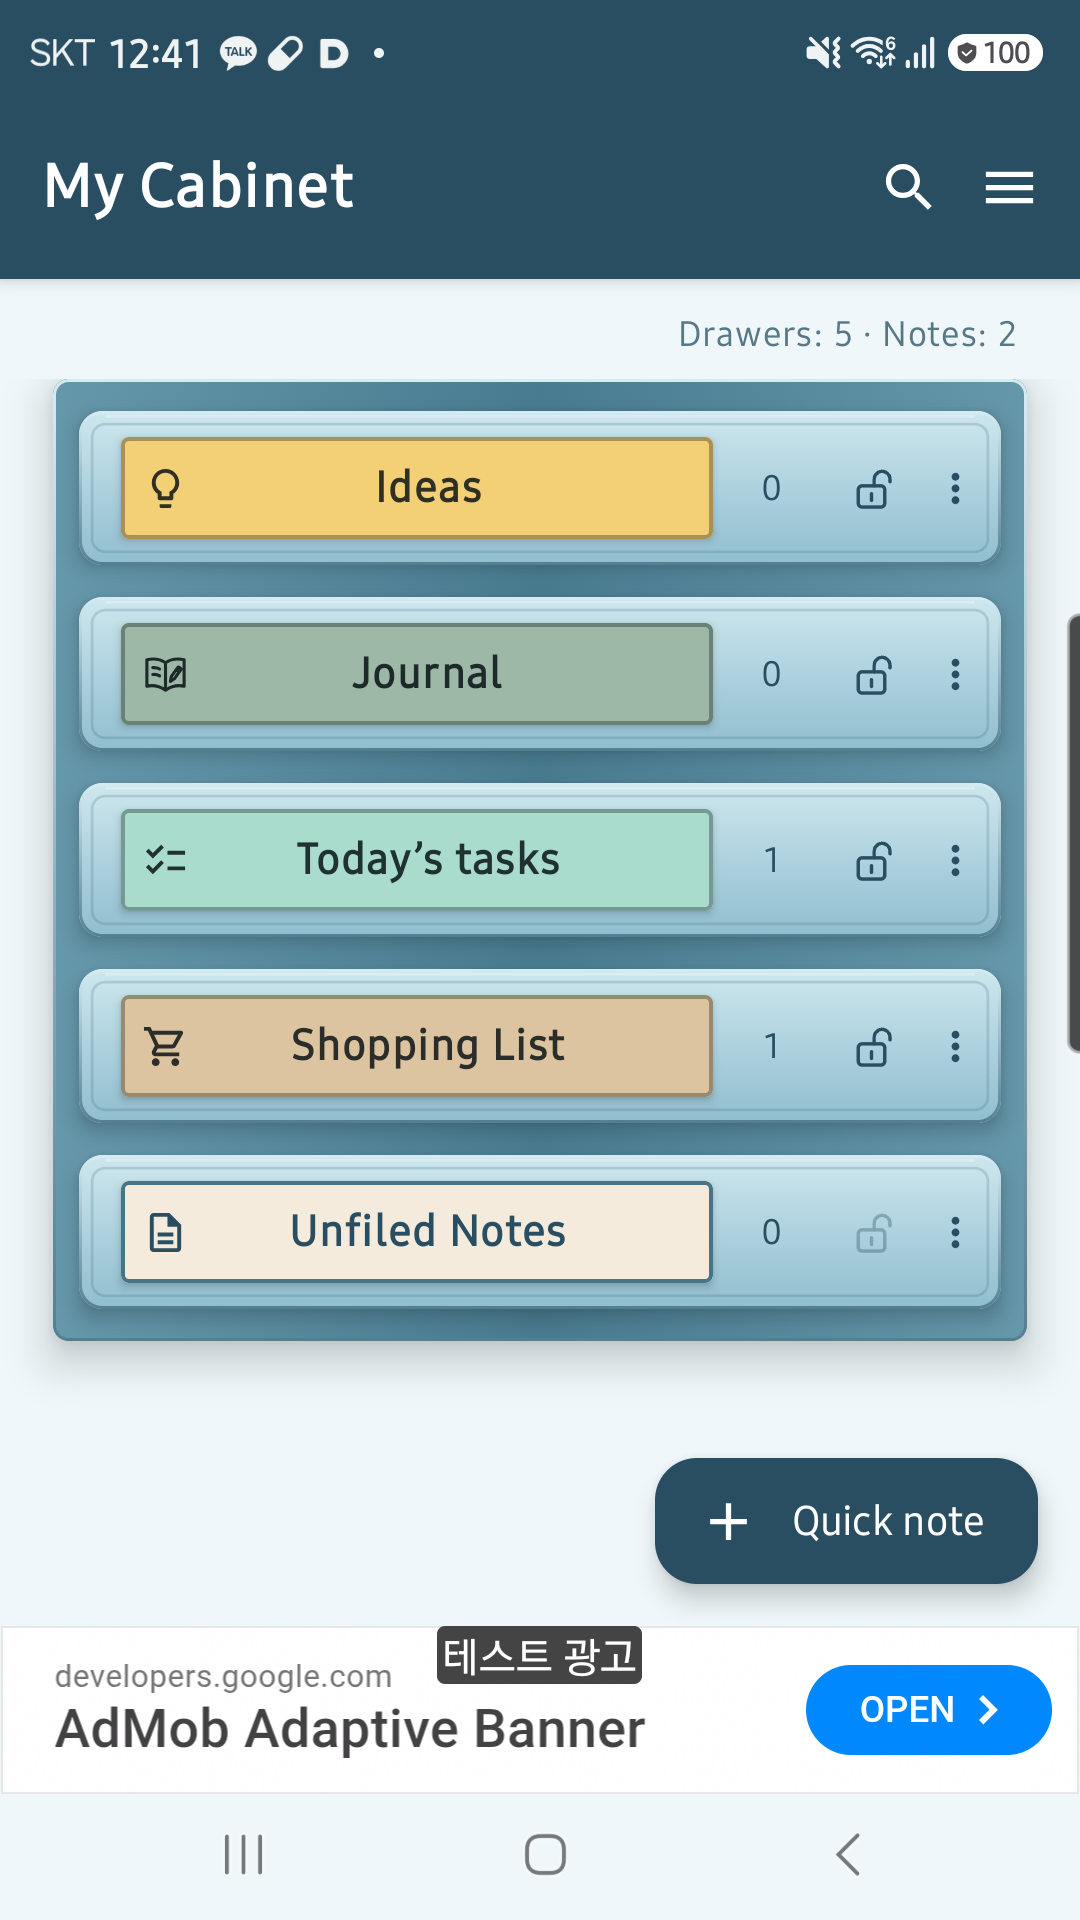 SKT 12:41 TALK D 6 100
My Cabinet
Drawers: 5 · Notes: 2
Ideas 0
Journal 0
Today’s tasks 1
Shopping List 1
Unfiled Notes 0
Quick note
테스트 광고
developers.google.com
AdMob Adaptive Banner
OPEN